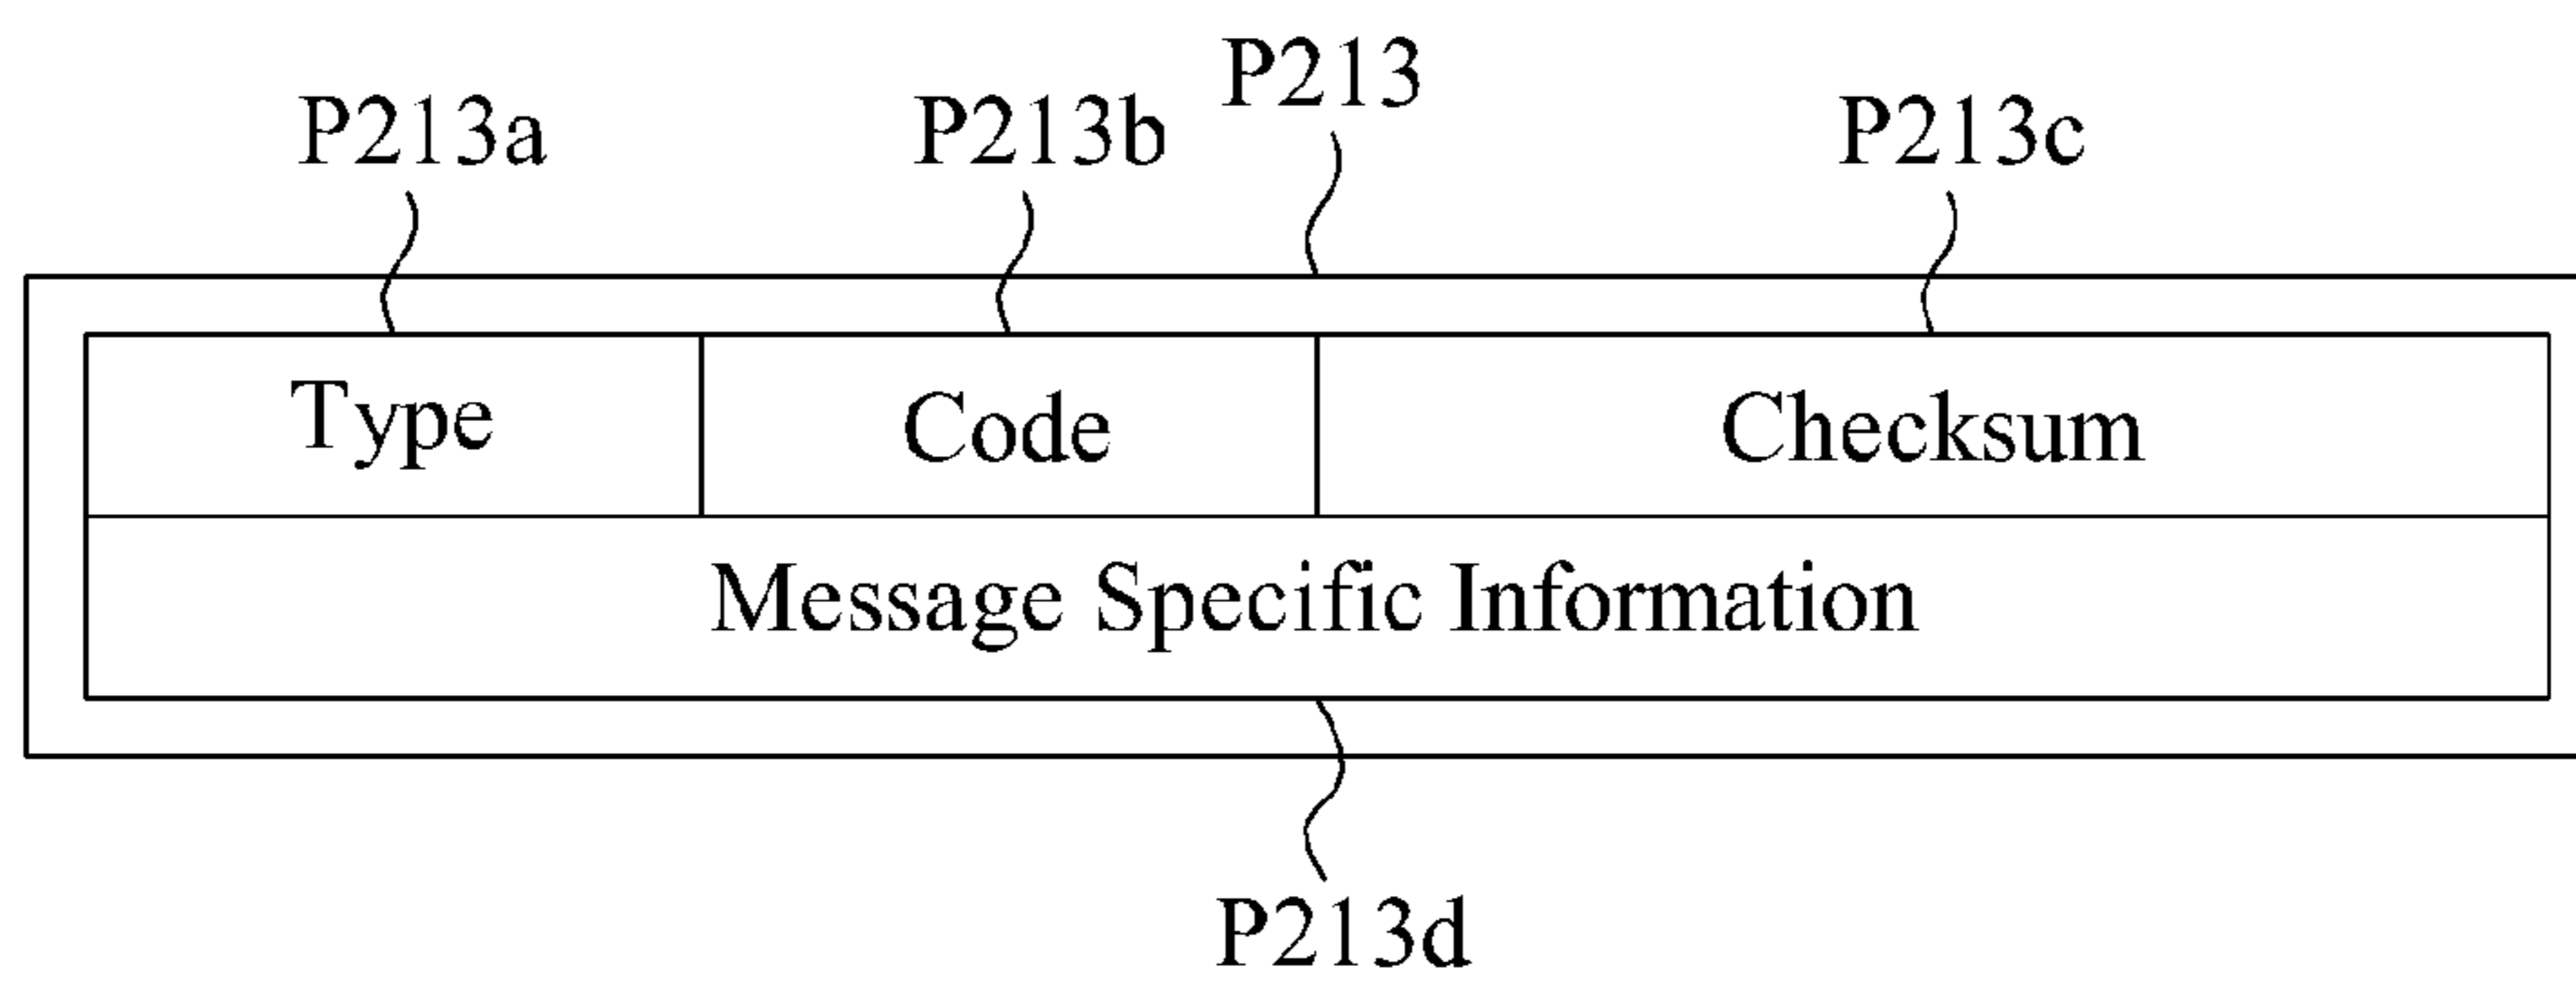 P213
P213a P213b P213c
Type Code Checksum
Message Specific Information
P213d